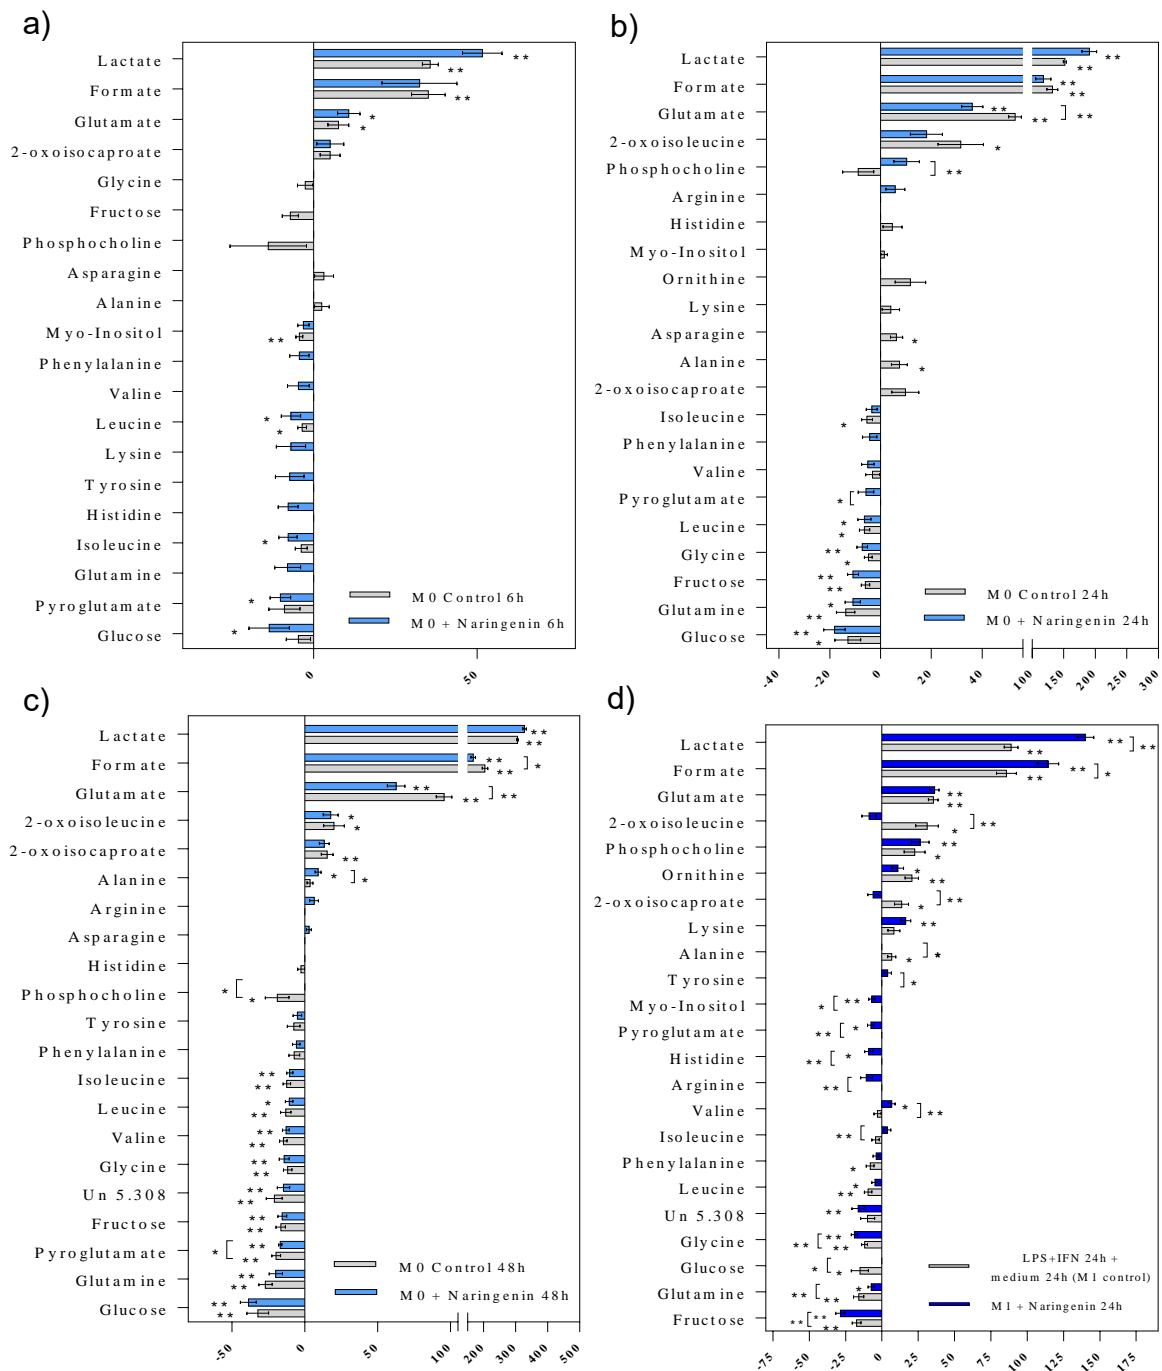 a)
Lactate
Formate
Glutamate
2-oxoisocaproate
Glycine
Fructose
Phosphocholine
Asparagine
Alanine
Myo-Inositol
Phenylalanine
Valine
Leucine
Lysine
Tyrosine
Histidine
Isoleucine
Glutamine
Pyroglutamate
Glucose
M0 Control 6h
M0 + Naringenin 6h
0 50
b)
Lactate
Formate
Glutamate
2-oxoisoleucine
Phosphocholine
Arginine
Histidine
Myo-Inositol
Ornithine
Lysine
Asparagine
Alanine
2-oxoisocaproate
Isoleucine
Phenylalanine
Valine
Pyroglutamate
Leucine
Glycine
Fructose
Glutamine
Glucose
M0 Control 24h
M0 + Naringenin 24h
-40 -20 0 20 40 60 100 150 200 250 300
c)
Lactate
Formate
Glutamate
2-oxoisoleucine
2-oxoisocaproate
Alanine
Arginine
Asparagine
Histidine
Phosphocholine
Tyrosine
Phenylalanine
Isoleucine
Leucine
Valine
Glycine
Un 5.308
Fructose
Pyroglutamate
Glutamine
Glucose
M0 Control 48h
M0 + Naringenin 48h
-50 0 50 100 200 300 400 500
d)
Lactate
Formate
Glutamate
2-oxoisoleucine
Phosphocholine
Ornithine
2-oxoisocaproate
Lysine
Alanine
Tyrosine
Myo-Inositol
Pyroglutamate
Histidine
Arginine
Valine
Isoleucine
Phenylalanine
Leucine
Un 5.308
Glycine
Glucose
Glutamine
Fructose
LPS+IFN 24h +
medium 24h (M1 control)
M1 + Naringenin 24h
-75 -50 -25 0 25 50 75 100 125 150 175